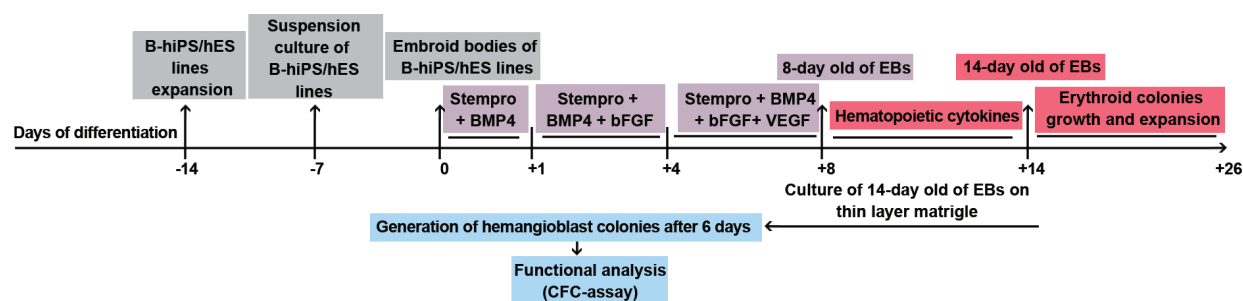 B-hiPS/hES
lines
expansion
Suspension
culture of
B-hiPS/hES
lines
Embroid bodies of
B-hiPS/hES lines
8-day old of EBs
14-day old of EBs
Stempro
+ BMP4
Stempro +
BMP4 + bFGF
Stempro + BMP4
+ bFGF+ VEGF
Hematopoietic cytokines
Erythroid colonies
growth and expansion
Days of differentiation
-14
-7
0
+1
+4
+8
+14
+26
Culture of 14-day old of EBs on
thin layer matrigle
Generation of hemangioblast colonies after 6 days
Functional analysis
(CFC-assay)